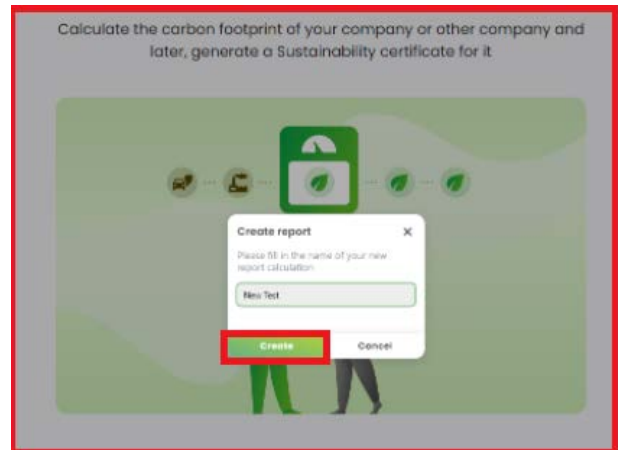 Calculate the carbon footprint of your company or other company and
later, generate a Sustainability certificate for it
Create report
Please fill in the name of your new
report calculation
New Test
Create
Cancel